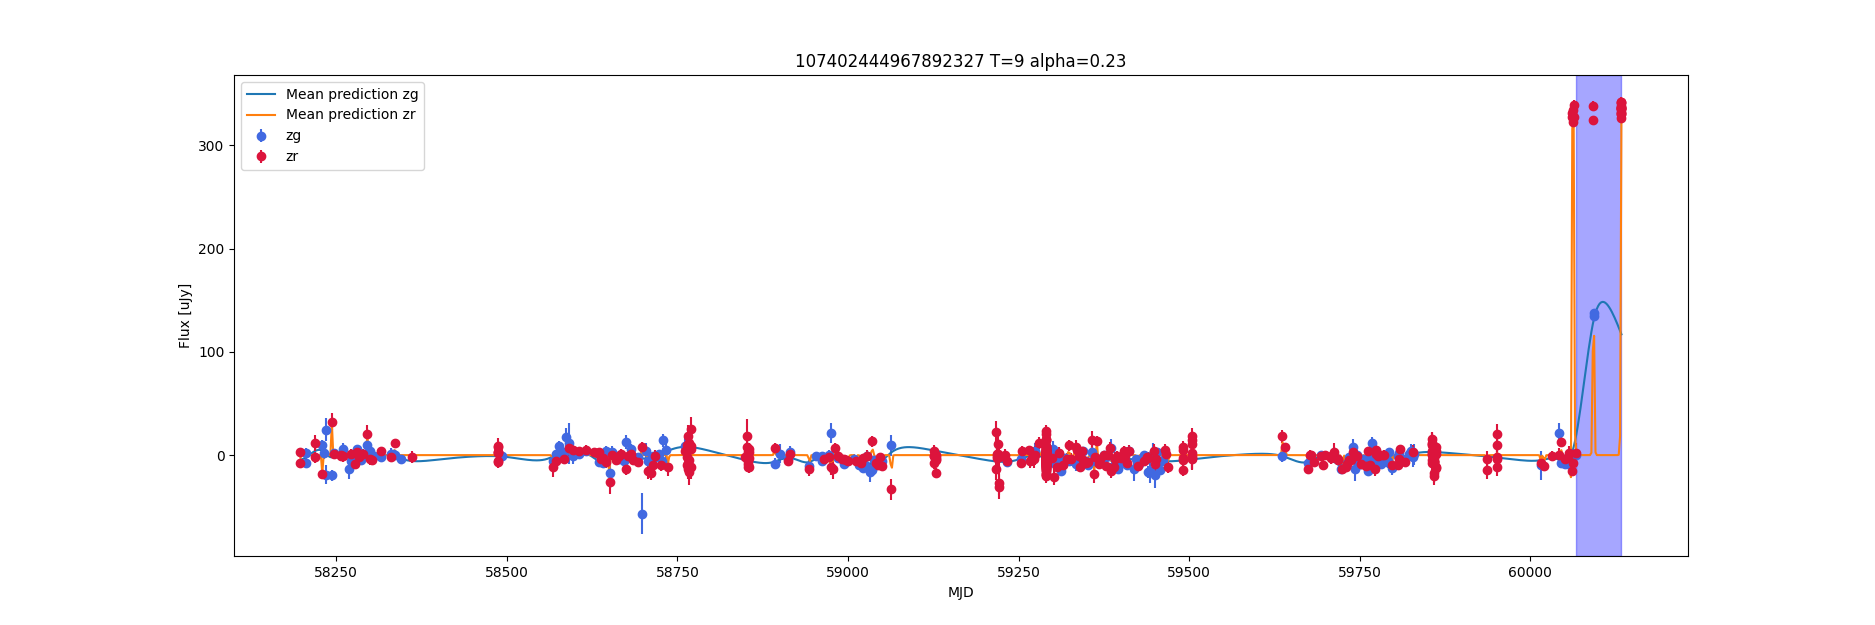 107402444967892327 T=9 alpha=0.23
Mean prediction zg
Mean prediction zr
zg
zr
Flux [uJy]
300
200
100
0
58250 58500 58750 59000 59250 59500 59750 60000
MJD